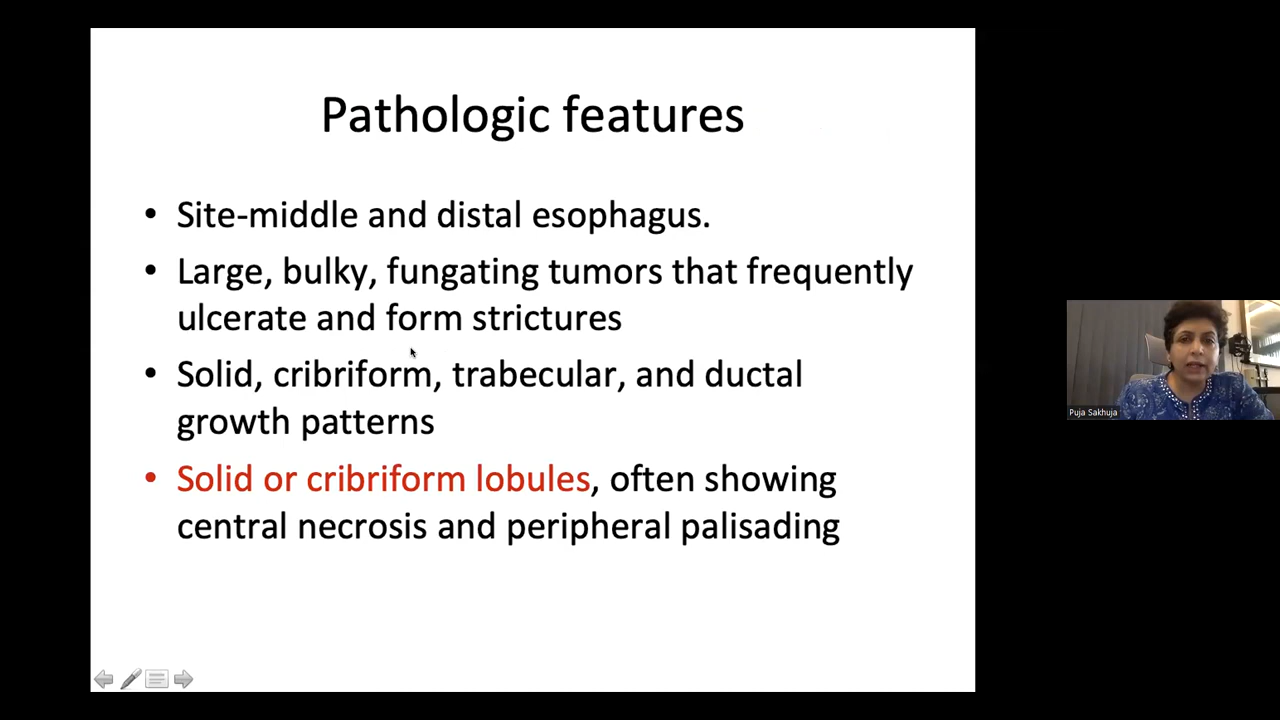 Pathologic features
• Site-middle and distal esophagus.
• Large, bulky, fungating tumors that frequently
ulcerate and form strictures
• Solid, cribriform, trabecular, and ductal
growth patterns
• Solid or cribriform lobules, often showing
central necrosis and peripheral palisading
Puja Sakhuja